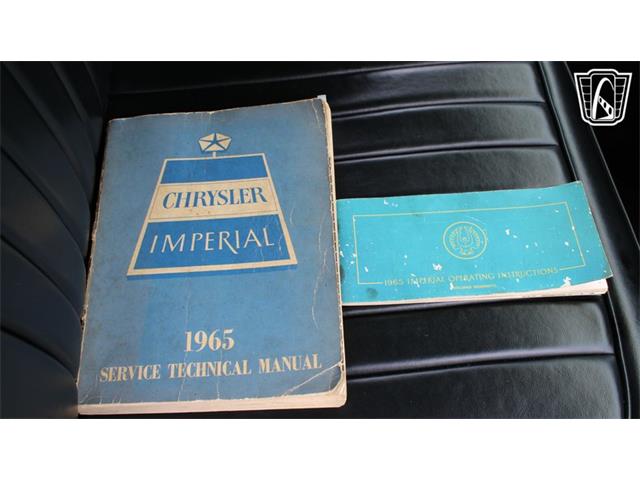 CHRYSLER
IMPERIAL
1965
SERVICE TECHNICAL MANUAL
1965 IMPERIAL OPERATING INSTRUCTIONS